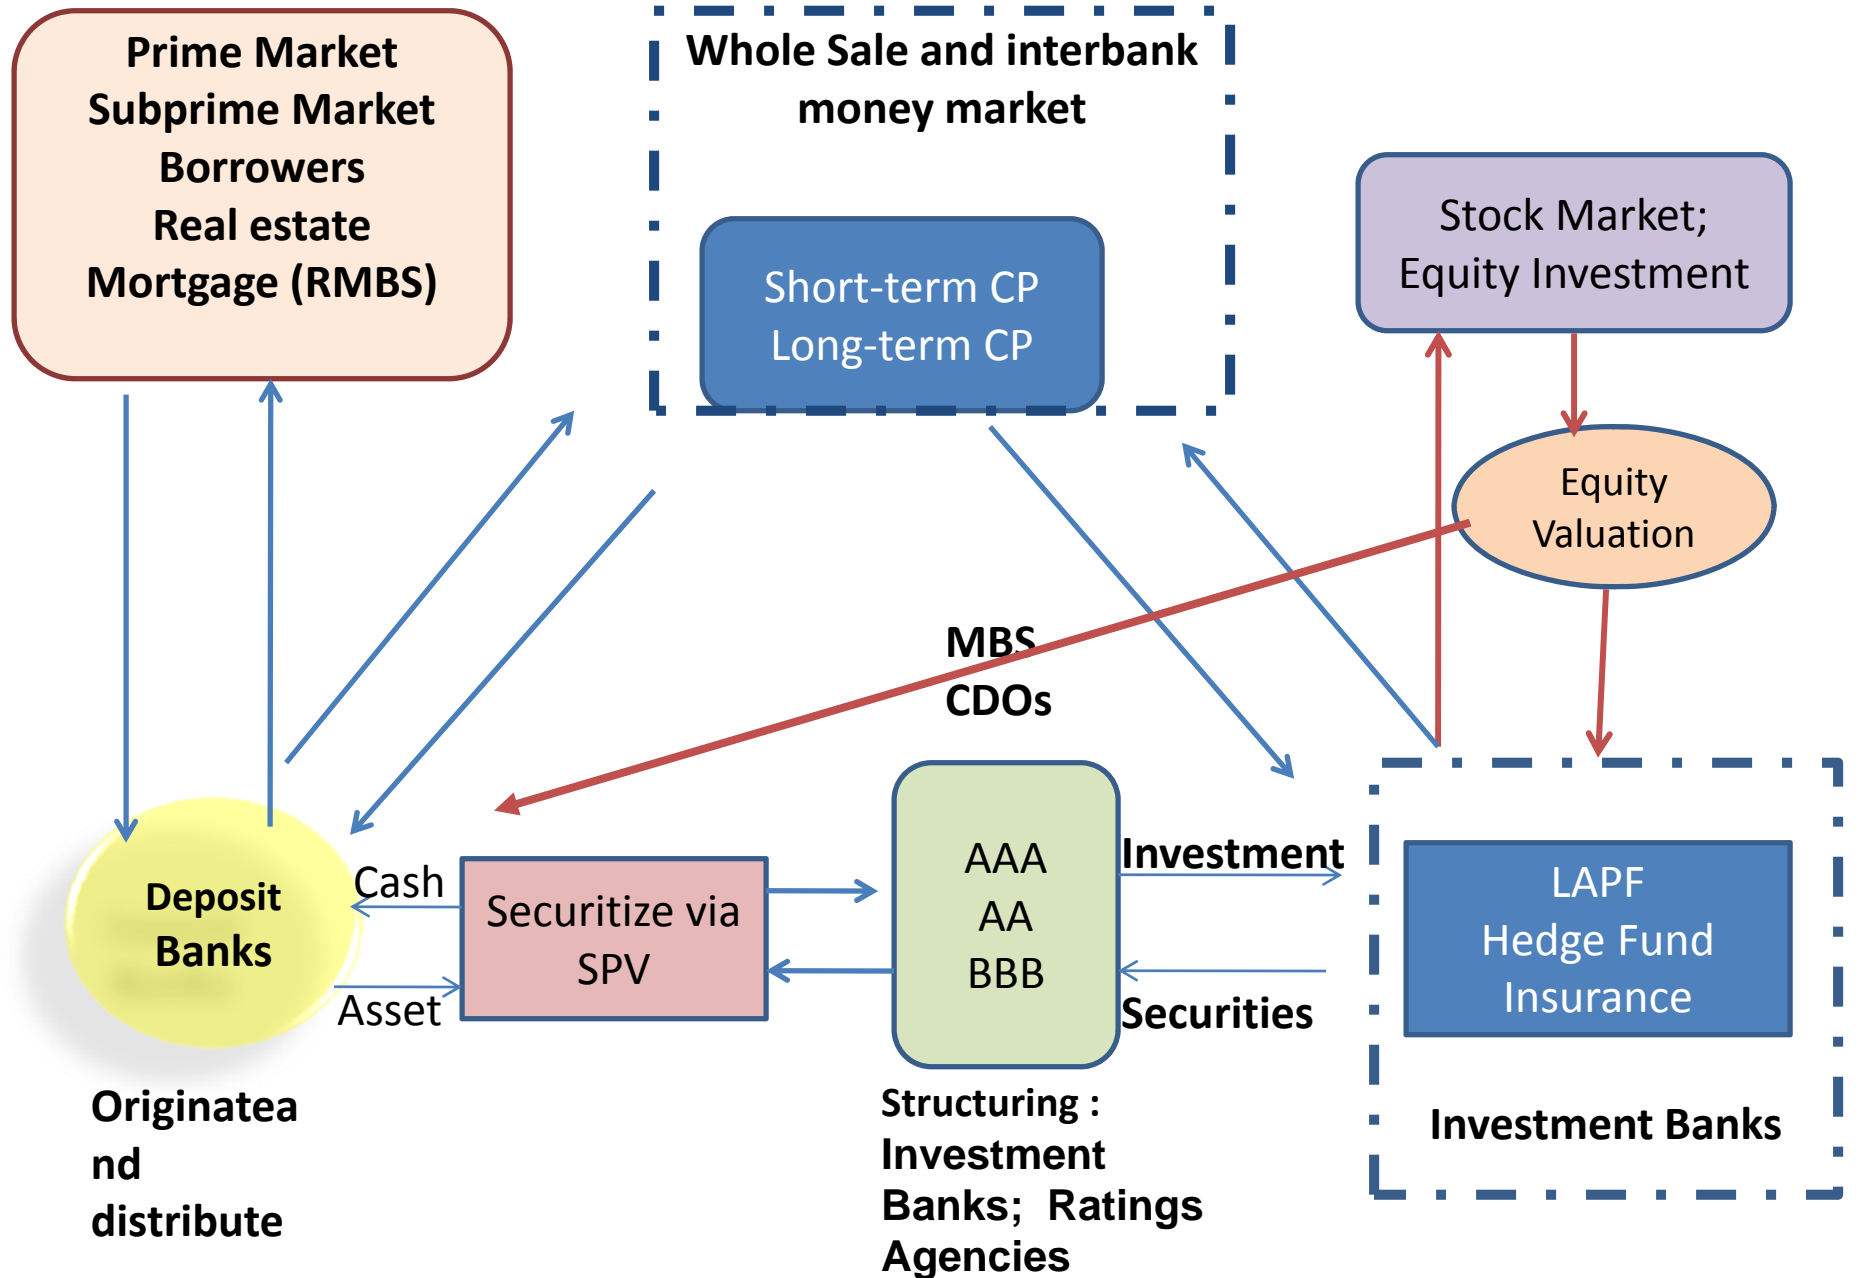 Prime Market
Subprime Market
Borrowers
Real estate
Mortgage (RMBS)
Whole Sale and interbank
money market
Short-term CP
Long-term CP
Stock Market;
Equity Investment
Equity
Valuation
MBS
CDOs
Deposit
Banks
Cash
Asset
Securitize via
SPV
AAA
AA
BBB
Investment
Securities
LAPF
Hedge Fund
Insurance
Investment Banks
Originatea
nd
distribute
Structuring :
Investment
Banks; Ratings
Agencies